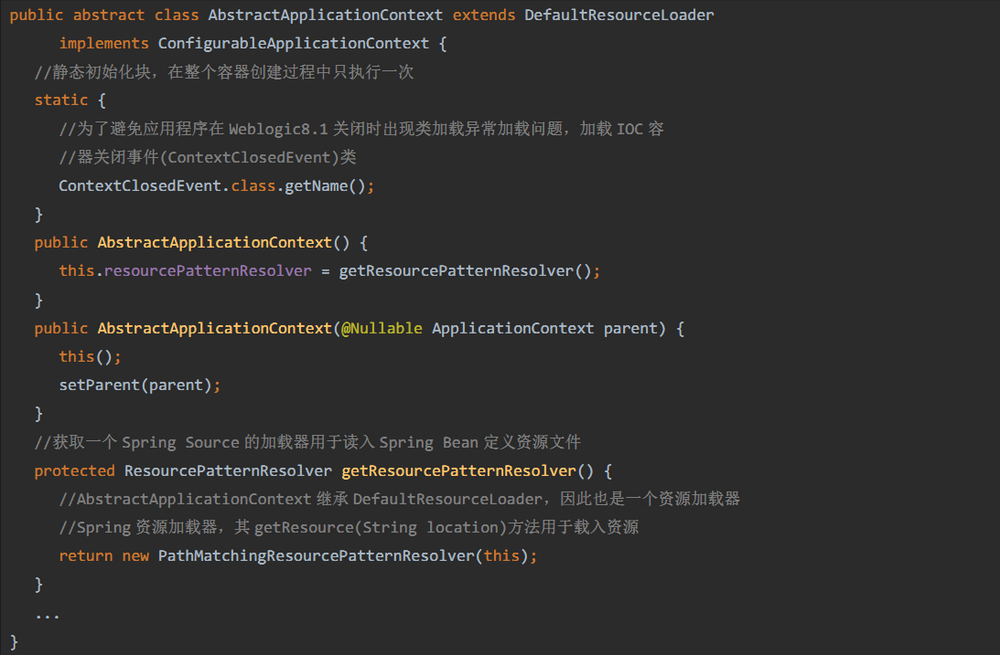 public abstract class AbstractApplicationContext extends DefaultResourceLoader
implements ConfigurableApplicationContext {
//静态初始化块，在整个容器创建过程中只执行一次
static {
//为了避免应用程序在 Weblogic8.1 关闭时出现类加载异常加载问题，加载 IOC 容
//器关闭事件(ContextClosedEvent)类
ContextClosedEvent.class.getName();
}
public AbstractApplicationContext() {
this.resourcePatternResolver = getResourcePatternResolver();
}
public AbstractApplicationContext(@Nullable ApplicationContext parent) {
this();
setParent(parent);
}
//获取一个 Spring Source 的加载器用于读入 Spring Bean 定义资源文件
protected ResourcePatternResolver getResourcePatternResolver() {
//AbstractApplicationContext 继承 DefaultResourceLoader，因此也是一个资源加载器
//Spring 资源加载器，其 getResource(String location)方法用于载入资源
return new PathMatchingResourcePatternResolver(this);
}
...
}